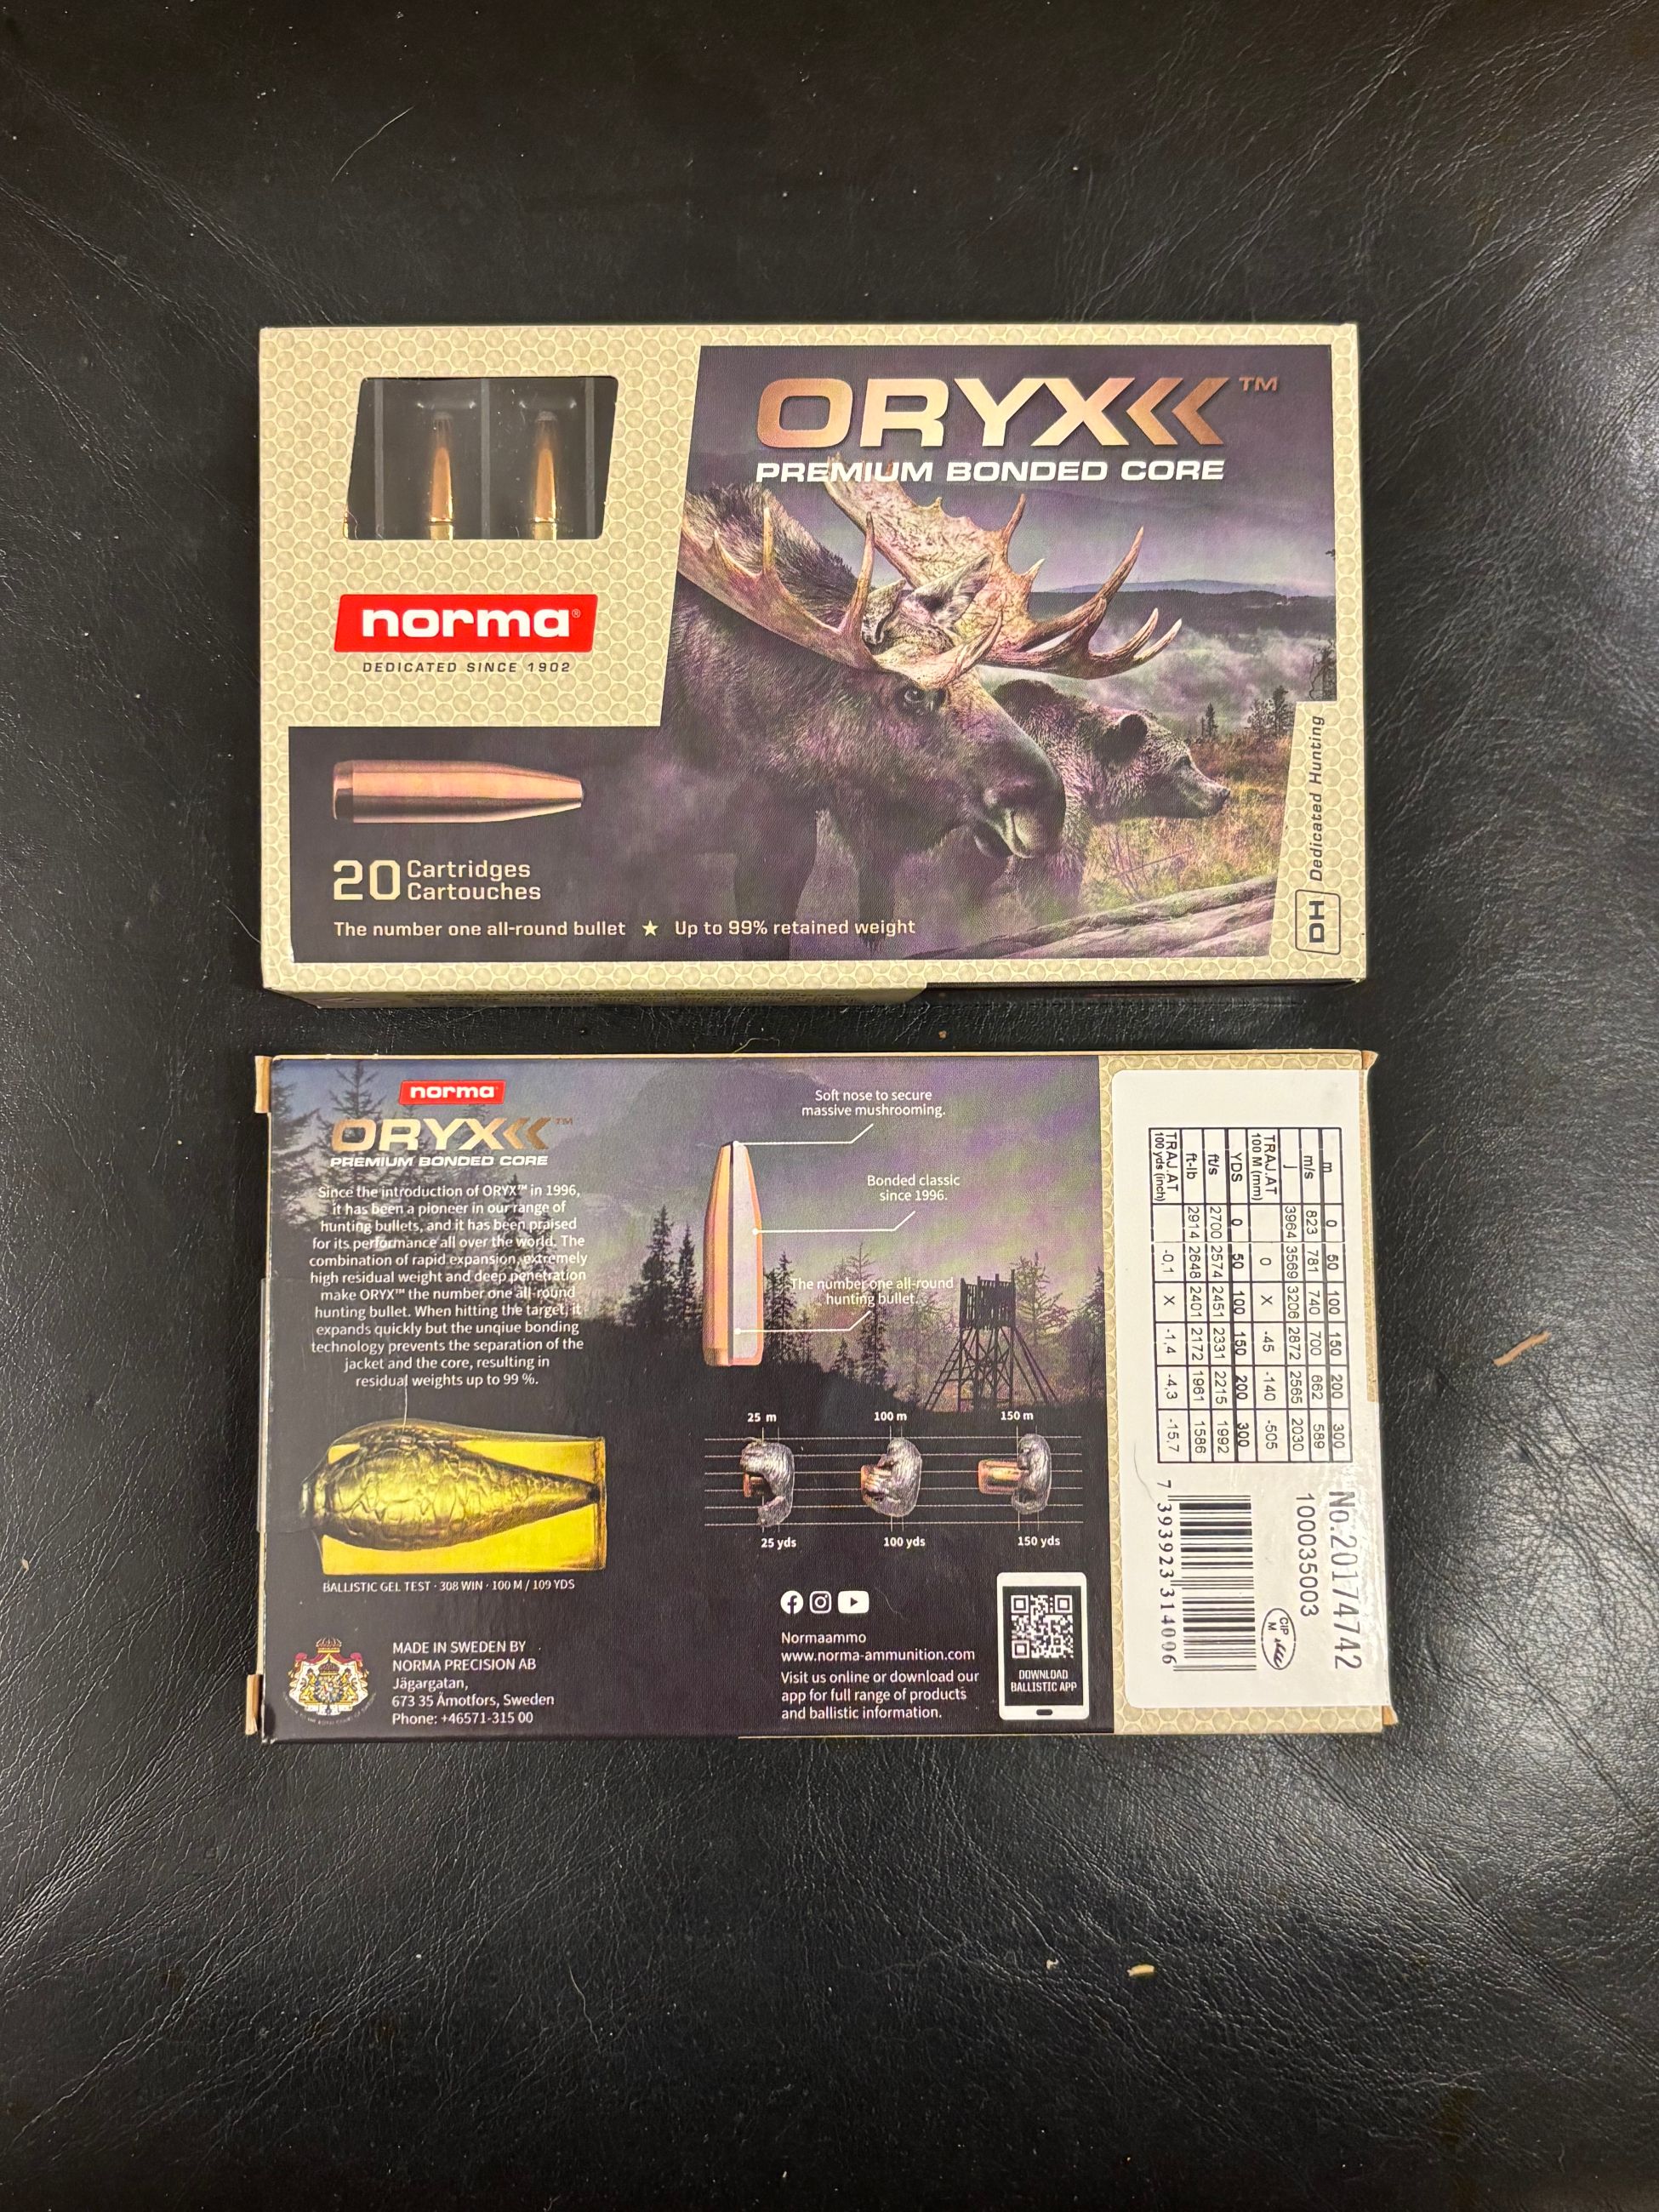 ORYX™
PREMIUM BONDED CORE
norma®
DEDICATED SINCE 1902
20 Cartridges
Cartouches
The number one all-round bullet ★ Up to 99% retained weight
HD Dedicated Hunting
norma
ORYX™
PREMIUM BONDED CORE
Since the introduction of ORYX™ in 1996,
it has been a pioneer in our range of
hunting bullets, and it has been praised
for its performance all over the world. The
combination of rapid expansion, extremely
high residual weight and deep penetration
make ORYX™ the number one all-round
hunting bullet. When hitting the target, it
expands quickly but the unqiue bonding
technology prevents the separation of the
jacket and the core, resulting in
residual weights up to 99 %.
BALLISTIC GEL TEST · 308 WIN · 100 M / 109 YDS
MADE IN SWEDEN BY
NORMA PRECISION AB
Jägargatan,
673 35 Åmotfors, Sweden
Phone: +46571-315 00
Soft nose to secure
massive mushrooming.
Bonded classic
since 1996.
The number one all-round
hunting bullet.
25 m 100 m 150 m
25 yds 100 yds 150 yds
Normaammo
www.norma-ammunition.com
Visit us online or download our
app for full range of products
and ballistic information.
DOWNLOAD
BALLISTIC APP
m 0 50 100 150 200 300
m/s 823 781 740 700 662 589
j 3964 3569 3206 2872 2565 2030
TRAJ.AT
100 M (mm) 0 X -45 -140 -505
YDS 0 50 100 150 200 300
ft/s 2700 2574 2451 2331 2215 1992
ft-lb 2914 2648 2401 2172 1961 1586
TRAJ.AT
100 yds (inch) -0,1 X -1,4 -4,3 -15,7
No.20174742
100035003
CIP
M
7 393923 314006